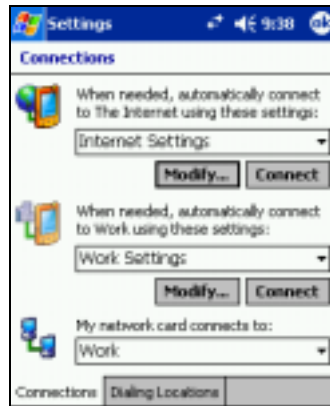 Settings 9:38 ok
Connections
When needed, automatically connect
to The Internet using these settings:
Internet Settings
Modify... Connect
When needed, automatically connect
to Work using these settings:
Work Settings
Modify... Connect
My network card connects to:
Work
Connections Dialing Locations